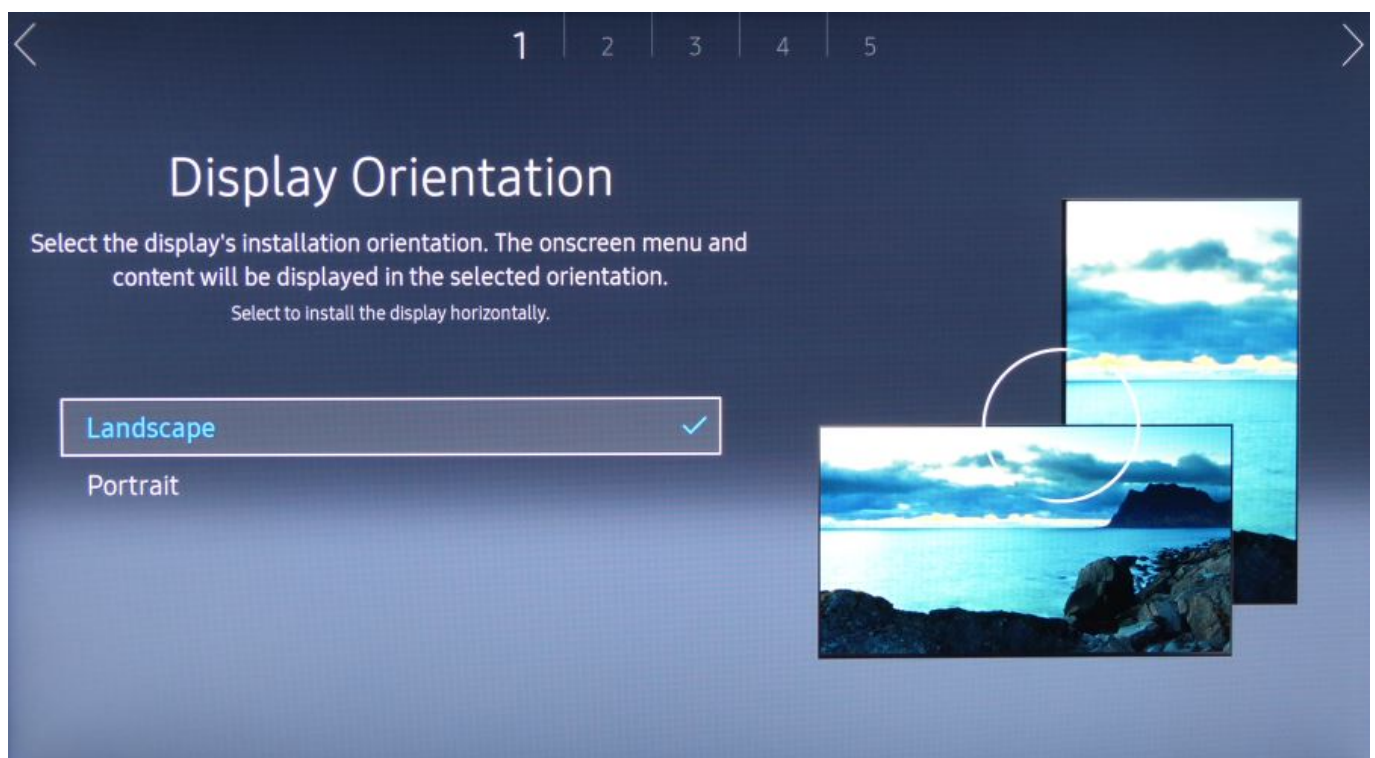 1 2 3 4 5
Display Orientation
Select the display's installation orientation. The onscreen menu and
content will be displayed in the selected orientation.
Select to install the display horizontally.
Landscape
Portrait